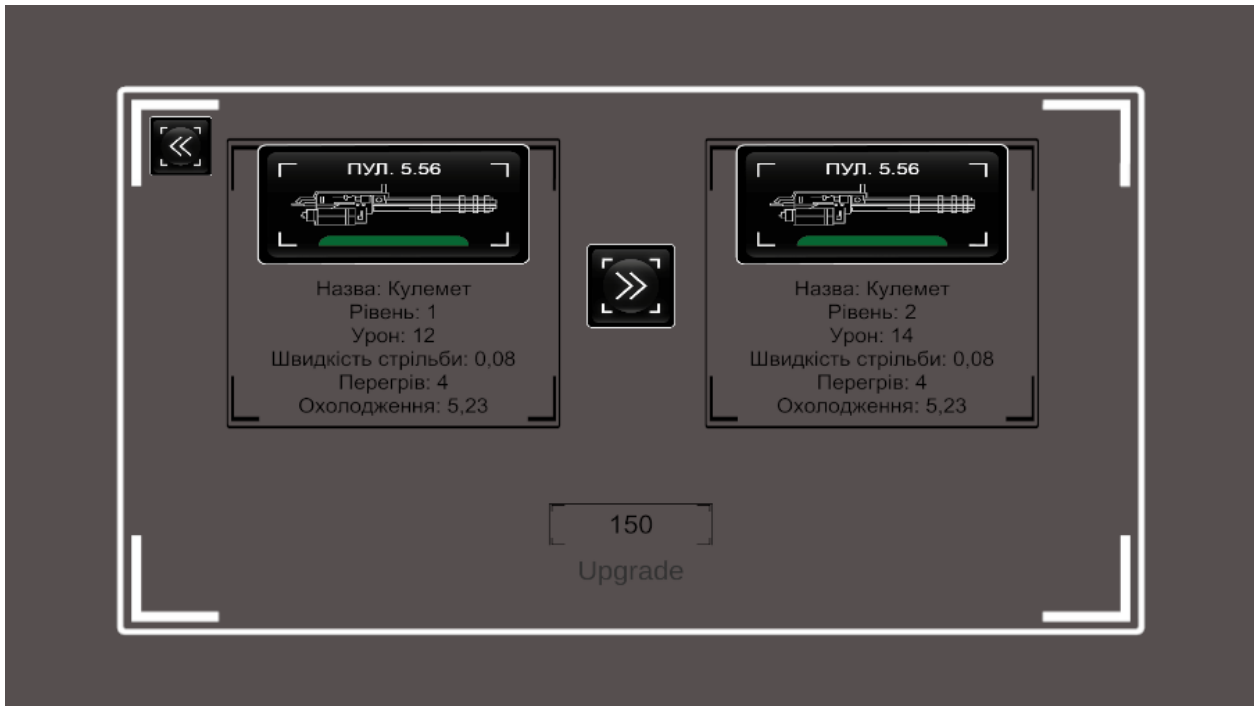 ПУЛ. 5.56
Назва: Кулемет
Рівень: 1
Урон: 12
Швидкість стрільби: 0,08
Перегрів: 4
Охолодження: 5,23
ПУЛ. 5.56
Назва: Кулемет
Рівень: 2
Урон: 14
Швидкість стрільби: 0,08
Перегрів: 4
Охолодження: 5,23
150
Upgrade